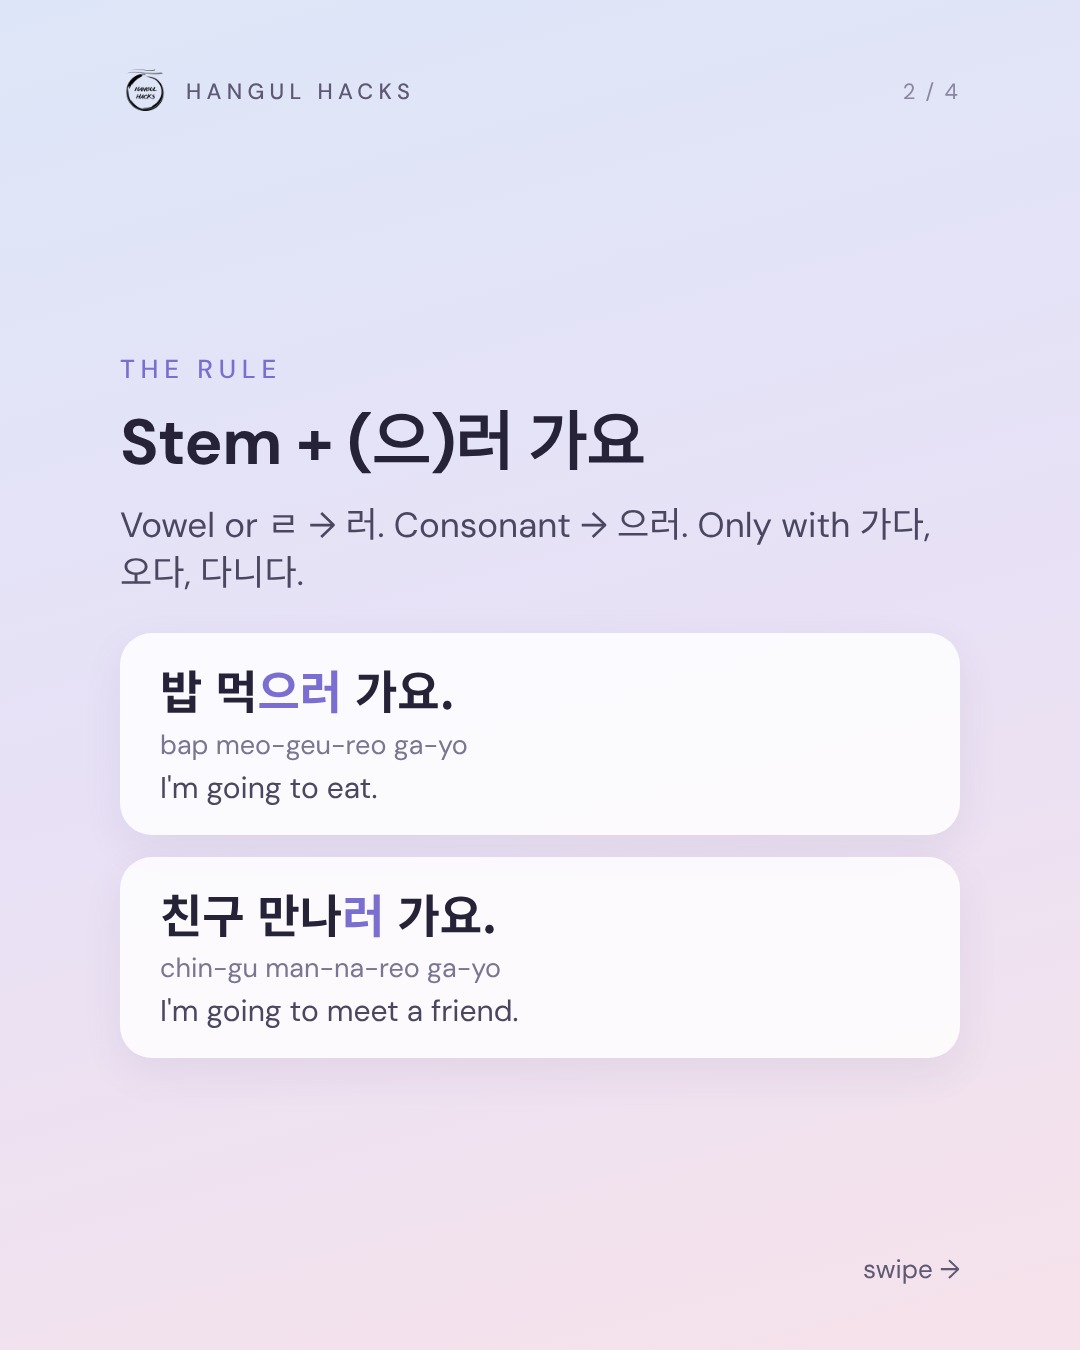 HANGUL HACKS
HANGUL HACKS
2 / 4
THE RULE
Stem + (으)러 가요
Vowel or ㄹ → 러. Consonant → 으러. Only with 가다,
오다, 다니다.
밥 먹으러 가요.
bap meo-geu-reo ga-yo
I'm going to eat.
친구 만나러 가요.
chin-gu man-na-reo ga-yo
I'm going to meet a friend.
swipe →